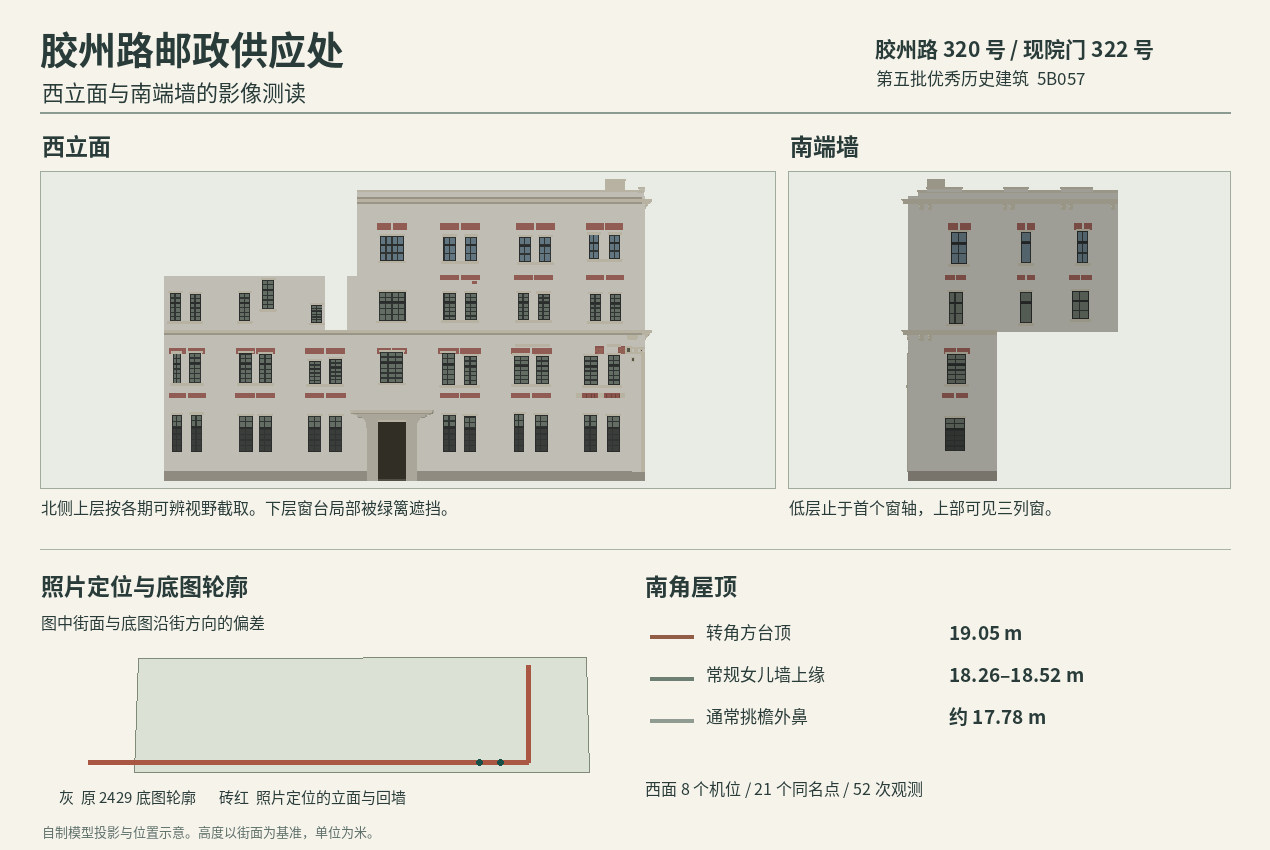 胶州路邮政供应处
西立面与南端墙的影像测读
胶州路 320 号 / 现院门 322 号
第五批优秀历史建筑 5B057
西立面
南端墙
北侧上层按各期可辨视野截取。下层窗台局部被绿篱遮挡。
低层止于首个窗轴，上部可见三列窗。
照片定位与底图轮廓
图中街面与底图沿街方向的偏差
灰 原 2429 底图轮廓 砖红 照片定位的立面与回墙
南角屋顶
转角方台顶 19.05 m
常规女儿墙上缘 18.26–18.52 m
通常挑檐外鼻 约 17.78 m
西面 8 个机位 / 21 个同名点 / 52 次观测
自制模型投影与位置示意。高度以街面为基准，单位为米。